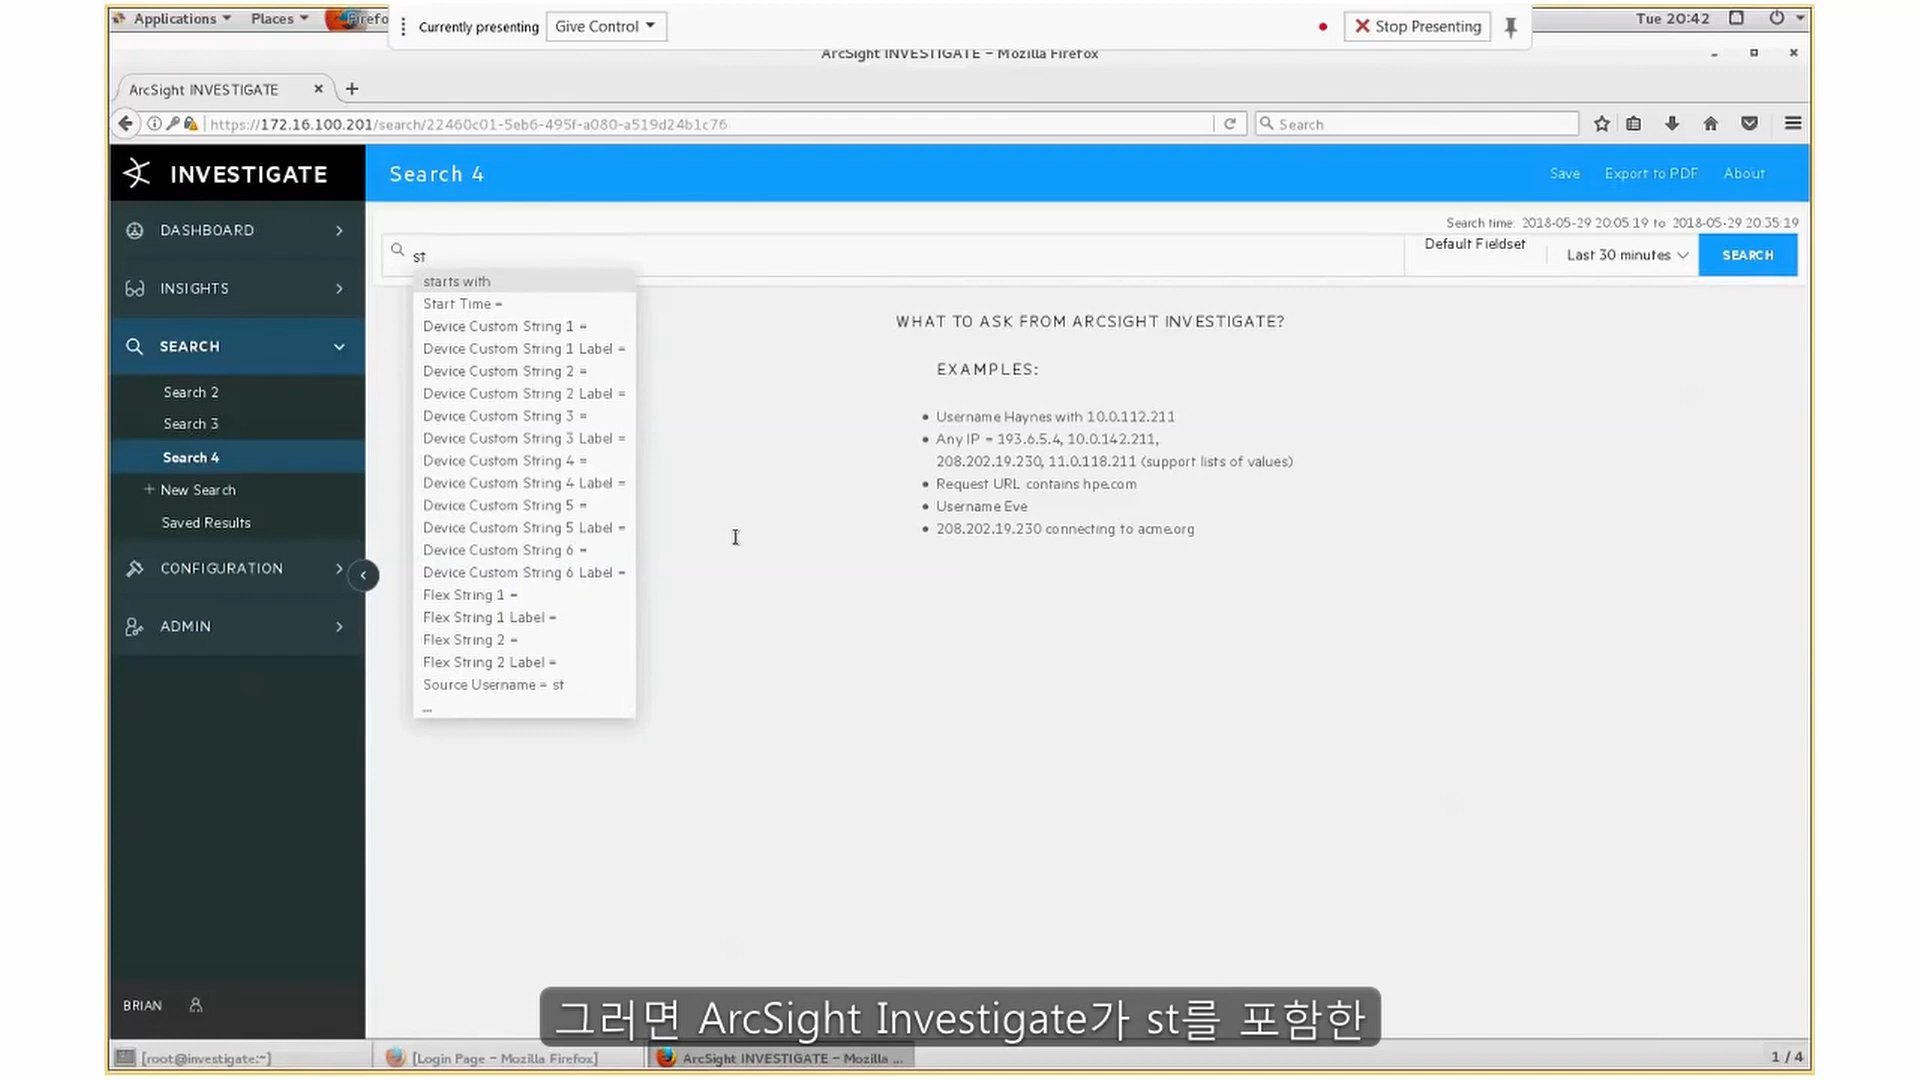 Applications
Places
Firefo
Currently presenting
Give Control
Stop Presenting
Tue 20:42
ArcSight INVESTIGATE - Mozilla Firefox
ArcSight INVESTIGATE
https://172.16.100.201/search/22460c01-5eb6-495f-a080-a519d24b1c76
Search
INVESTIGATE
Search 4
Save
Export to PDF
About
DASHBOARD
INSIGHTS
SEARCH
Search 2
Search 3
Search 4
+ New Search
Saved Results
CONFIGURATION
ADMIN
BRIAN
Search time: 2018-05-29 20:05:19 to 2018-05-29 20:35:19
st
Default Fieldset
Last 30 minutes
SEARCH
starts with
Start Time =
Device Custom String 1 =
Device Custom String 1 Label =
Device Custom String 2 =
Device Custom String 2 Label =
Device Custom String 3 =
Device Custom String 3 Label =
Device Custom String 4 =
Device Custom String 4 Label =
Device Custom String 5 =
Device Custom String 5 Label =
Device Custom String 6 =
Device Custom String 6 Label =
Flex String 1 =
Flex String 1 Label =
Flex String 2 =
Flex String 2 Label =
Source Username = st
...
WHAT TO ASK FROM ARCSIGHT INVESTIGATE?
EXAMPLES:
• Username Haynes with 10.0.112.211
• Any IP = 193.6.5.4, 10.0.142.211,
208.202.19.230, 11.0.118.211 (support lists of values)
• Request URL contains hpe.com
• Username Eve
• 208.202.19.230 connecting to acme.org
그러면 ArcSight Investigate가 st를 포함한
[root@investigate:~]
[Login Page - Mozilla Firefox]
ArcSight INVESTIGATE - Mozilla ...
1 / 4